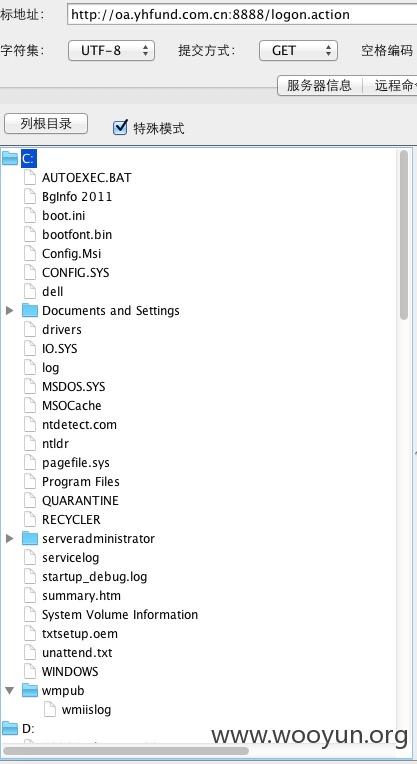 标地址: http://oa.yhfund.com.cn:8888/logon.action
字符集: UTF-8 提交方式: GET 空格编码
服务器信息 远程命
列根目录 特殊模式
C:
AUTOEXEC.BAT
BgInfo 2011
boot.ini
bootfont.bin
Config.Msi
CONFIG.SYS
dell
Documents and Settings
drivers
IO.SYS
log
MSDOS.SYS
MSOCache
ntdetect.com
ntldr
pagefile.sys
Program Files
QUARANTINE
RECYCLER
serveradministrator
servicelog
startup_debug.log
summary.htm
System Volume Information
txtsetup.oem
unattend.txt
WINDOWS
wmpub
wmiislog
D:
www.wooyun.org